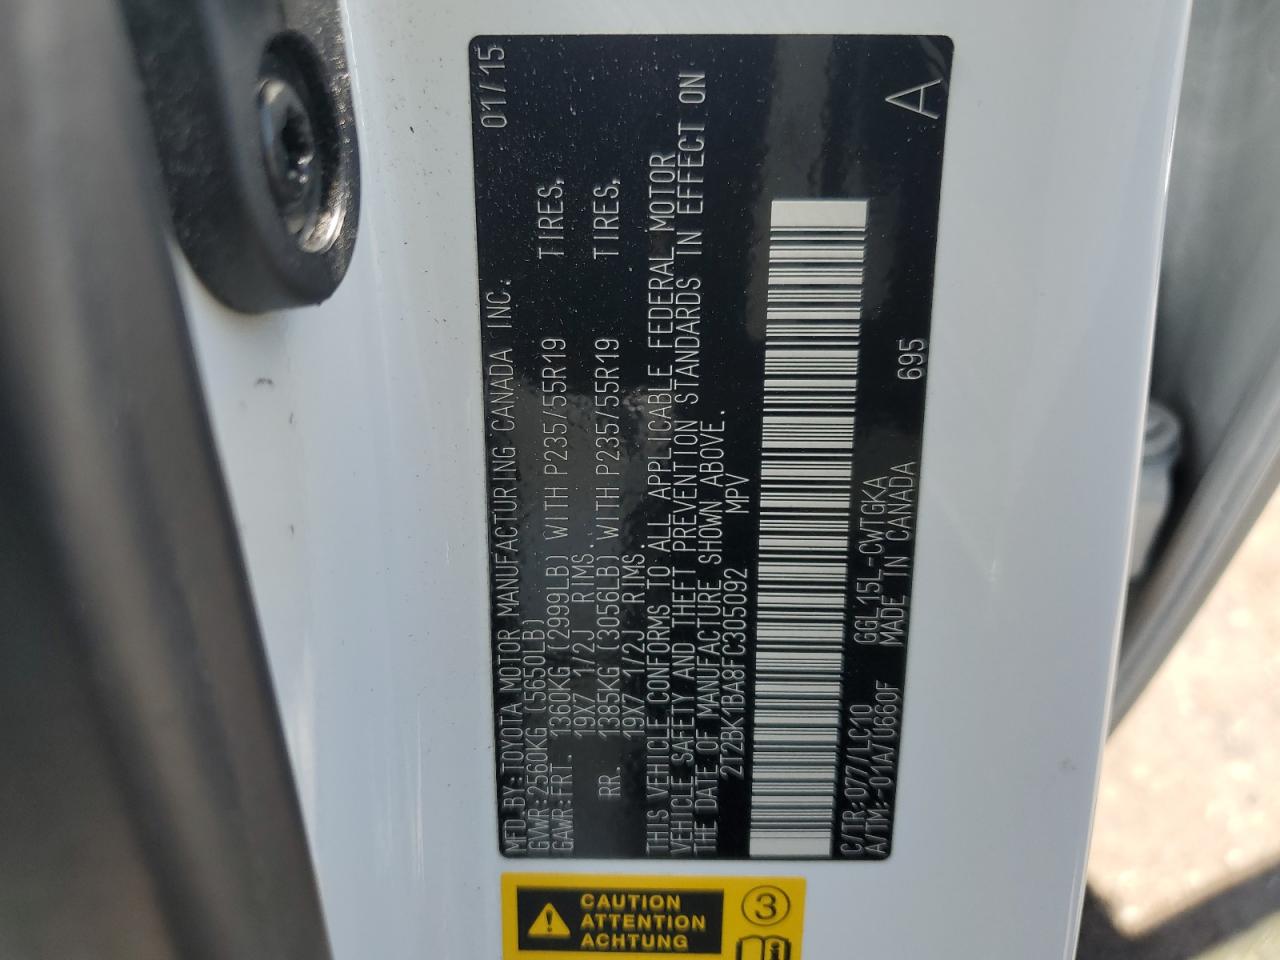 MFD.BY:TOYOTA MOTOR MANUFACTURING CANADA INC. 01/15
GVWR:2560KG (5650LB)
GAWR:FRT. 1360KG (2999LB) WITH P235/55R19 TIRES,
19X7 1/2J RIMS.
RR. 1385KG (3056LB) WITH P235/55R19 TIRES,
19X7 1/2J RIMS.
THIS VEHICLE CONFORMS TO ALL APPLICABLE FEDERAL MOTOR
VEHICLE SAFETY AND THEFT PREVENTION STANDARDS IN EFFECT ON
THE DATE OF MANUFACTURE SHOWN ABOVE.
2T2BK1BA8FC305092 MPV
C/TR:077/LC10 GGL15L-CWTGKA 695 A
A/TM:-01A/U660F MADE IN CANADA
CAUTION
ATTENTION
ACHTUNG
3